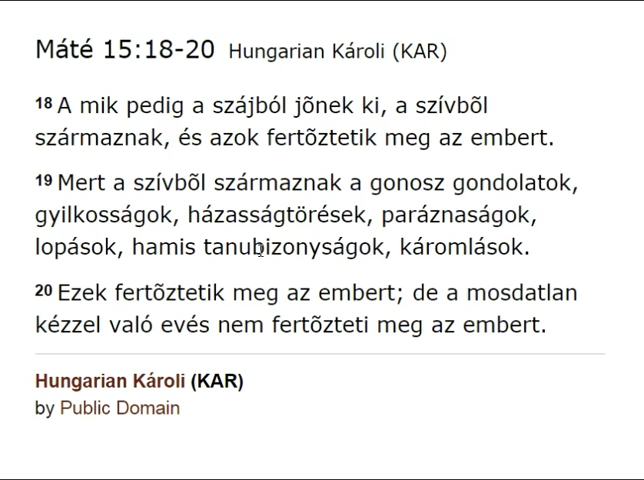 Máté 15:18-20 Hungarian Károli (KAR)
18 A mik pedig a szájból jõnek ki, a szívbõl
származnak, és azok fertõztetik meg az embert.
19 Mert a szívbõl származnak a gonosz gondolatok,
gyilkosságok, házasságtörések, paráznaságok,
lopások, hamis tanubizonyságok, káromlások.
20 Ezek fertõztetik meg az embert; de a mosdatlan
kézzel való evés nem fertõzteti meg az embert.
Hungarian Károli (KAR)
by Public Domain